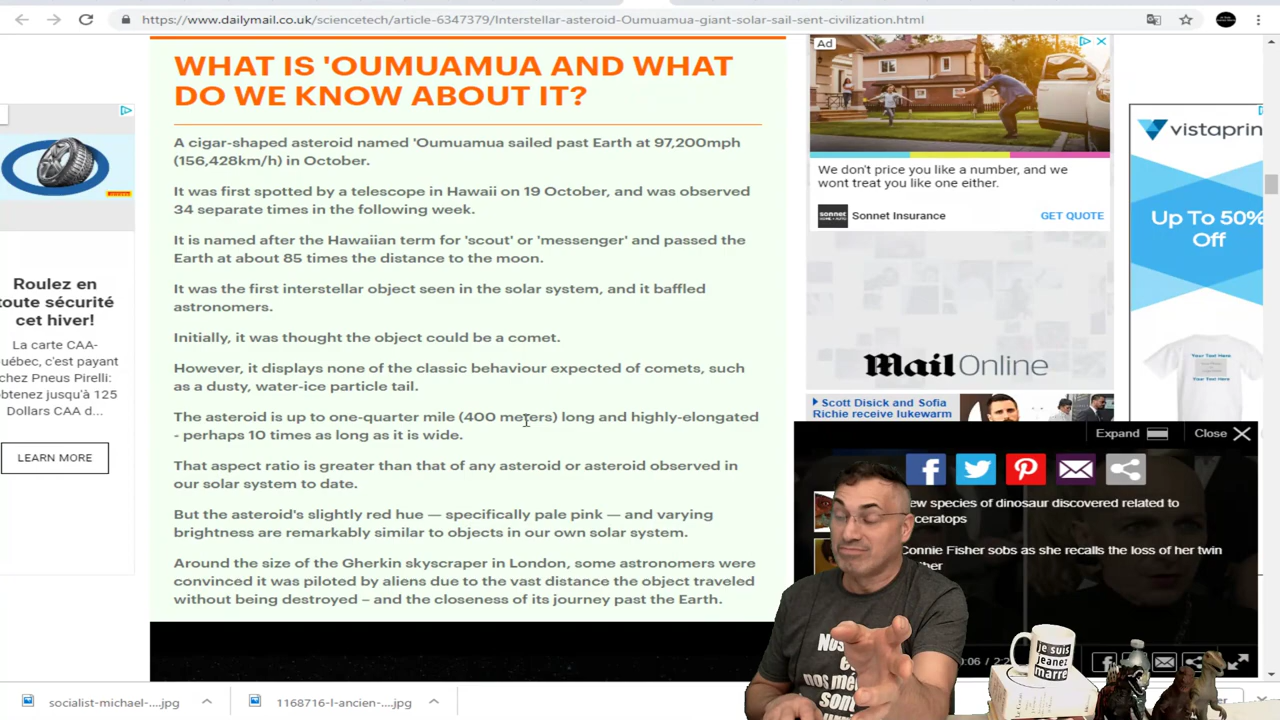 https://www.dailymail.co.uk/sciencetech/article-6347379/Interstellar-asteroid-Oumuamua-giant-solar-sail-sent-civilization.html
WHAT IS 'OUMUAMUA AND WHAT
DO WE KNOW ABOUT IT?
A cigar-shaped asteroid named 'Oumuamua sailed past Earth at 97,200mph
(156,428km/h) in October.
It was first spotted by a telescope in Hawaii on 19 October, and was observed
34 separate times in the following week.
It is named after the Hawaiian term for 'scout' or 'messenger' and passed the
Earth at about 85 times the distance to the moon.
It was the first interstellar object seen in the solar system, and it baffled
astronomers.
Initially, it was thought the object could be a comet.
However, it displays none of the classic behaviour expected of comets, such
as a dusty, water-ice particle tail.
The asteroid is up to one-quarter mile (400 meters) long and highly-elongated
- perhaps 10 times as long as it is wide.
That aspect ratio is greater than that of any asteroid or asteroid observed in
our solar system to date.
But the asteroid's slightly red hue — specifically pale pink — and varying
brightness are remarkably similar to objects in our own solar system.
Around the size of the Gherkin skyscraper in London, some astronomers were
convinced it was piloted by aliens due to the vast distance the object traveled
without being destroyed – and the closeness of its journey past the Earth.
PIRELLI
Roulez en
toute sécurité
cet hiver!
La carte CAA-
uébec, c'est payant
chez Pneus Pirelli:
btenez jusqu'à 125
Dollars CAA d...
LEARN MORE
Ad
We don't price you like a number, and we
wont treat you like one either.
sonnet
Sonnet Insurance
GET QUOTE
Mail Online
Scott Disick and Sofia
Richie receive lukewarm
vistaprin
Up To 50%
Off
Your Text Here
Your Text Here
Expand
Close
ew species of dinosaur discovered related to
ceratops
Connie Fisher sobs as she recalls the loss of her twin
ther
:06 / 2:2
je suis
jeanez
marre
socialist-michael-....jpg
1168716-l-ancien-....jpg